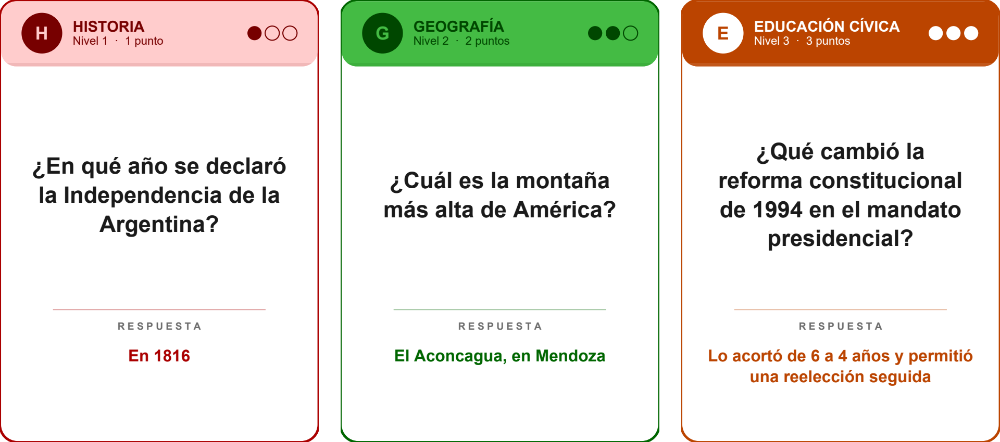 H
HISTORIA
Nivel 1 · 1 punto
¿En qué año se declaró
la Independencia de la
Argentina?
RESPUESTA
En 1816
G
GEOGRAFÍA
Nivel 2 · 2 puntos
¿Cuál es la montaña
más alta de América?
RESPUESTA
El Aconcagua, en Mendoza
E
EDUCACIÓN CÍVICA
Nivel 3 · 3 puntos
¿Qué cambió la
reforma constitucional
de 1994 en el mandato
presidencial?
RESPUESTA
Lo acortó de 6 a 4 años y permitió
una reelección seguida